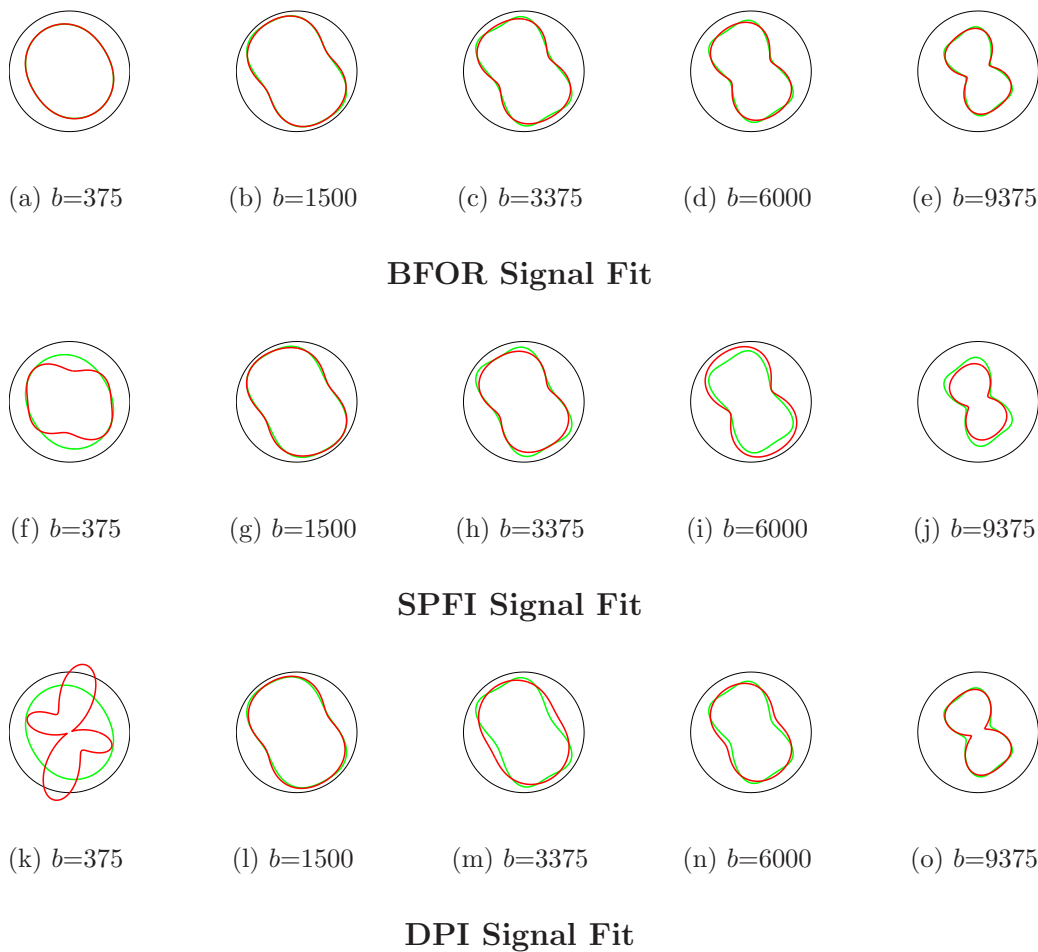 (a) b=375 (b) b=1500 (c) b=3375 (d) b=6000 (e) b=9375
BFOR Signal Fit
(f) b=375 (g) b=1500 (h) b=3375 (i) b=6000 (j) b=9375
SPFI Signal Fit
(k) b=375 (l) b=1500 (m) b=3375 (n) b=6000 (o) b=9375
DPI Signal Fit